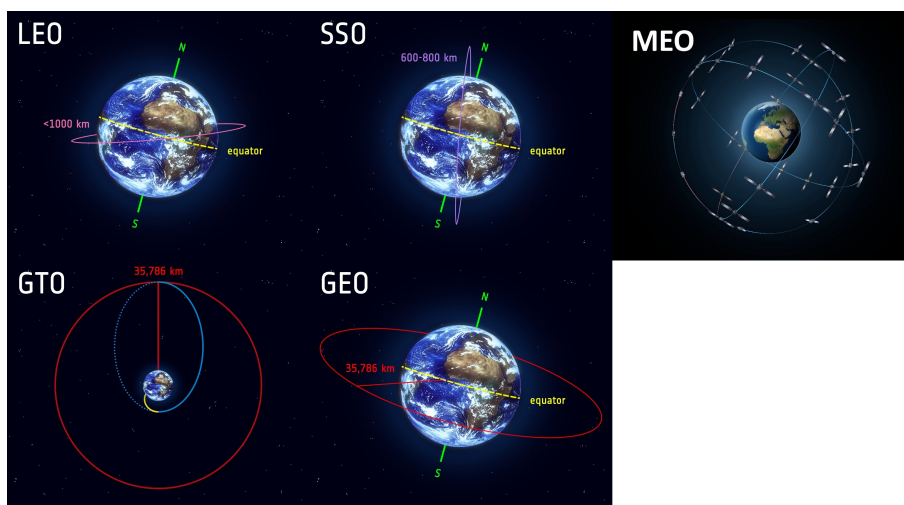 LEO
N
<1000 km
equator
S
SSO
N
600-800 km
equator
S
MEO
GTO
35,786 km
GEO
N
35,786 km
equator
S